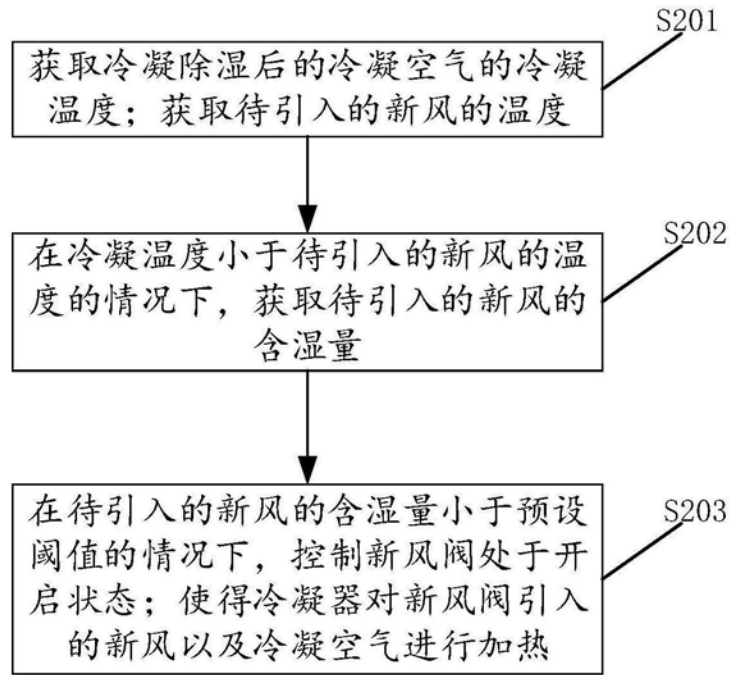 S201
获取冷凝除湿后的冷凝空气的冷凝
温度；获取待引入的新风的温度
S202
在冷凝温度小于待引入的新风的温
度的情况下，获取待引入的新风的
含湿量
S203
在待引入的新风的含湿量小于预设
阈值的情况下，控制新风阀处于开
启状态；使得冷凝器对新风阀引入
的新风以及冷凝空气进行加热